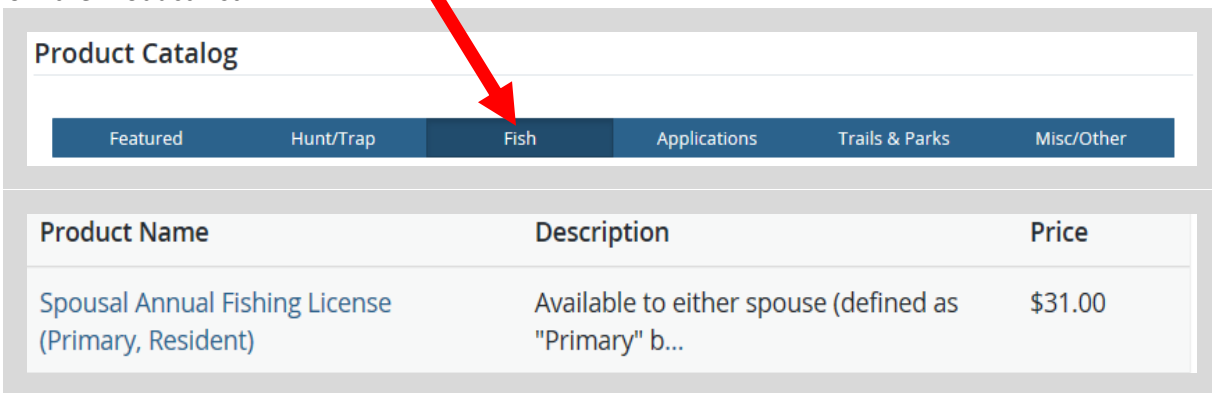 Product Catalog
Featured Hunt/Trap Fish Applications Trails & Parks Misc/Other
Product Name Description Price
Spousal Annual Fishing License Available to either spouse (defined as $31.00
(Primary, Resident) "Primary" b...